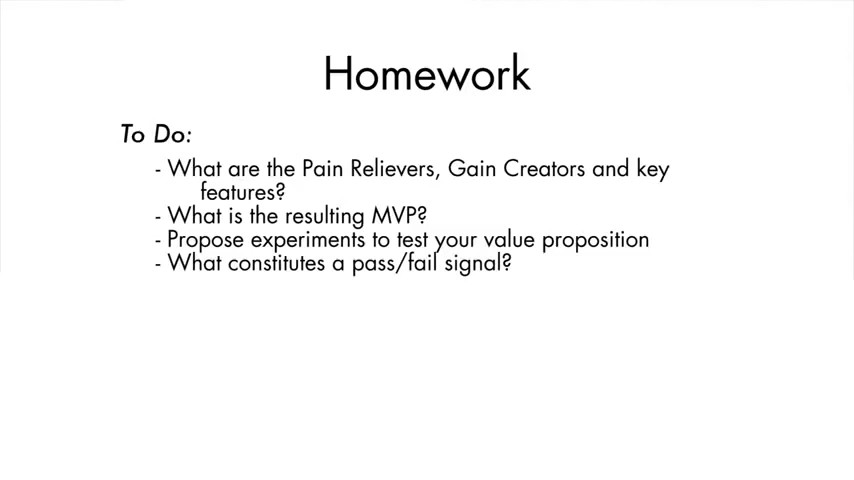 Homework
To Do:
- What are the Pain Relievers, Gain Creators and key
features?
- What is the resulting MVP?
- Propose experiments to test your value proposition
- What constitutes a pass/fail signal?